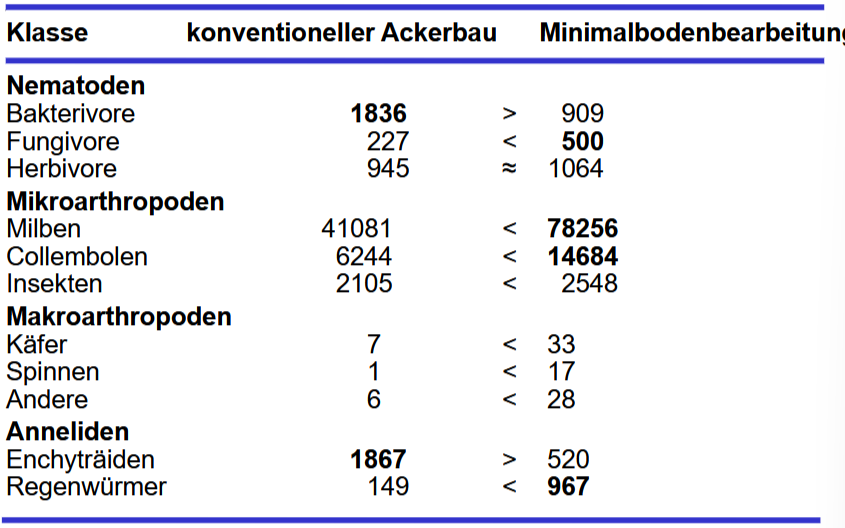 Klasse konventioneller Ackerbau Minimalbodenbearbeitung
Nematoden
Bakterivore 1836 > 909
Fungivore 227 < 500
Herbivore 945 ≈ 1064
Mikroarthropoden
Milben 41081 < 78256
Collembolen 6244 < 14684
Insekten 2105 < 2548
Makroarthropoden
Käfer 7 < 33
Spinnen 1 < 17
Andere 6 < 28
Anneliden
Enchyträiden 1867 > 520
Regenwürmer 149 < 967